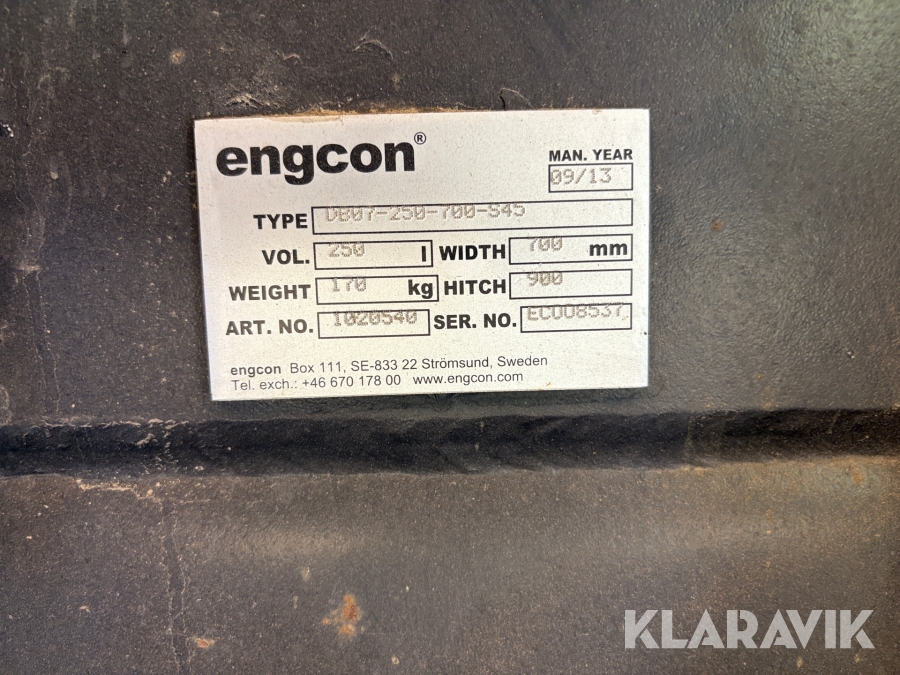 engcon®
MAN. YEAR
09/13
TYPE DB07-250-700-S45
VOL. 250 l WIDTH 700 mm
WEIGHT 170 kg HITCH 900
ART. NO. 1020540 SER. NO. EC008537
engcon Box 111, SE-833 22 Strömsund, Sweden
Tel. exch.: +46 670 178 00 www.engcon.com
KLARAVIK